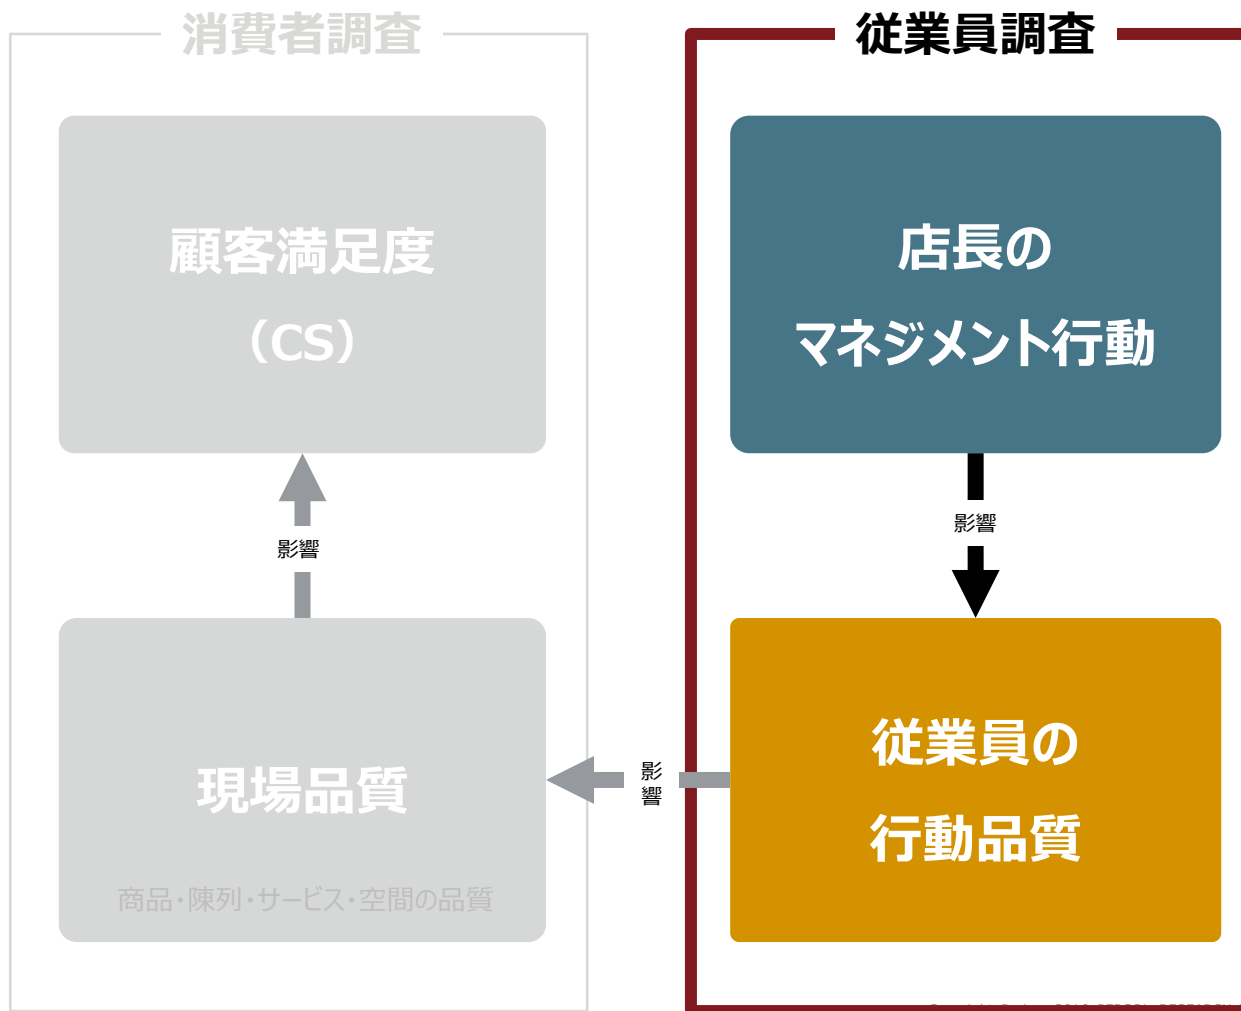 消費者調査
顧客満足度
（CS）
影響
現場品質
商品・陳列・サービス・空間の品質
影
響
従業員調査
店長の
マネジメント行動
影響
従業員の
行動品質